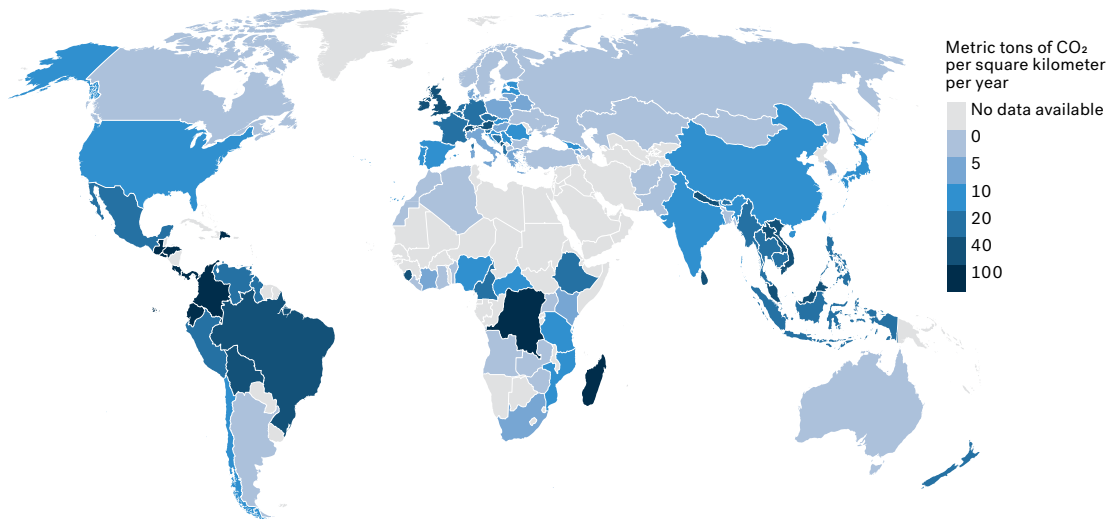 Metric tons of CO₂
per square kilometer
per year
No data available
0
5
10
20
40
100